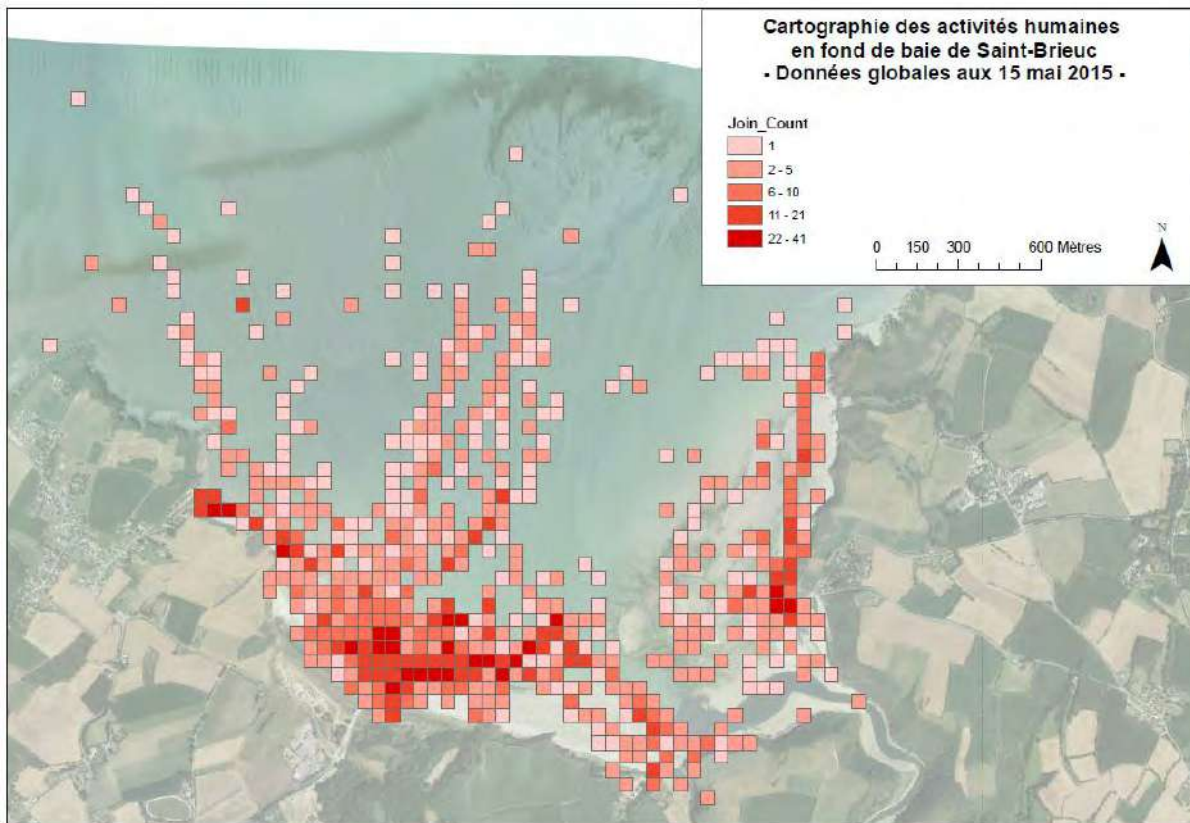 Cartographie des activités humaines
en fond de baie de Saint-Brieuc
- Données globales aux 15 mai 2015 -
Join_Count
1
2 - 5
6 - 10
11 - 21
22 - 41
N
0 150 300 600 Mètres